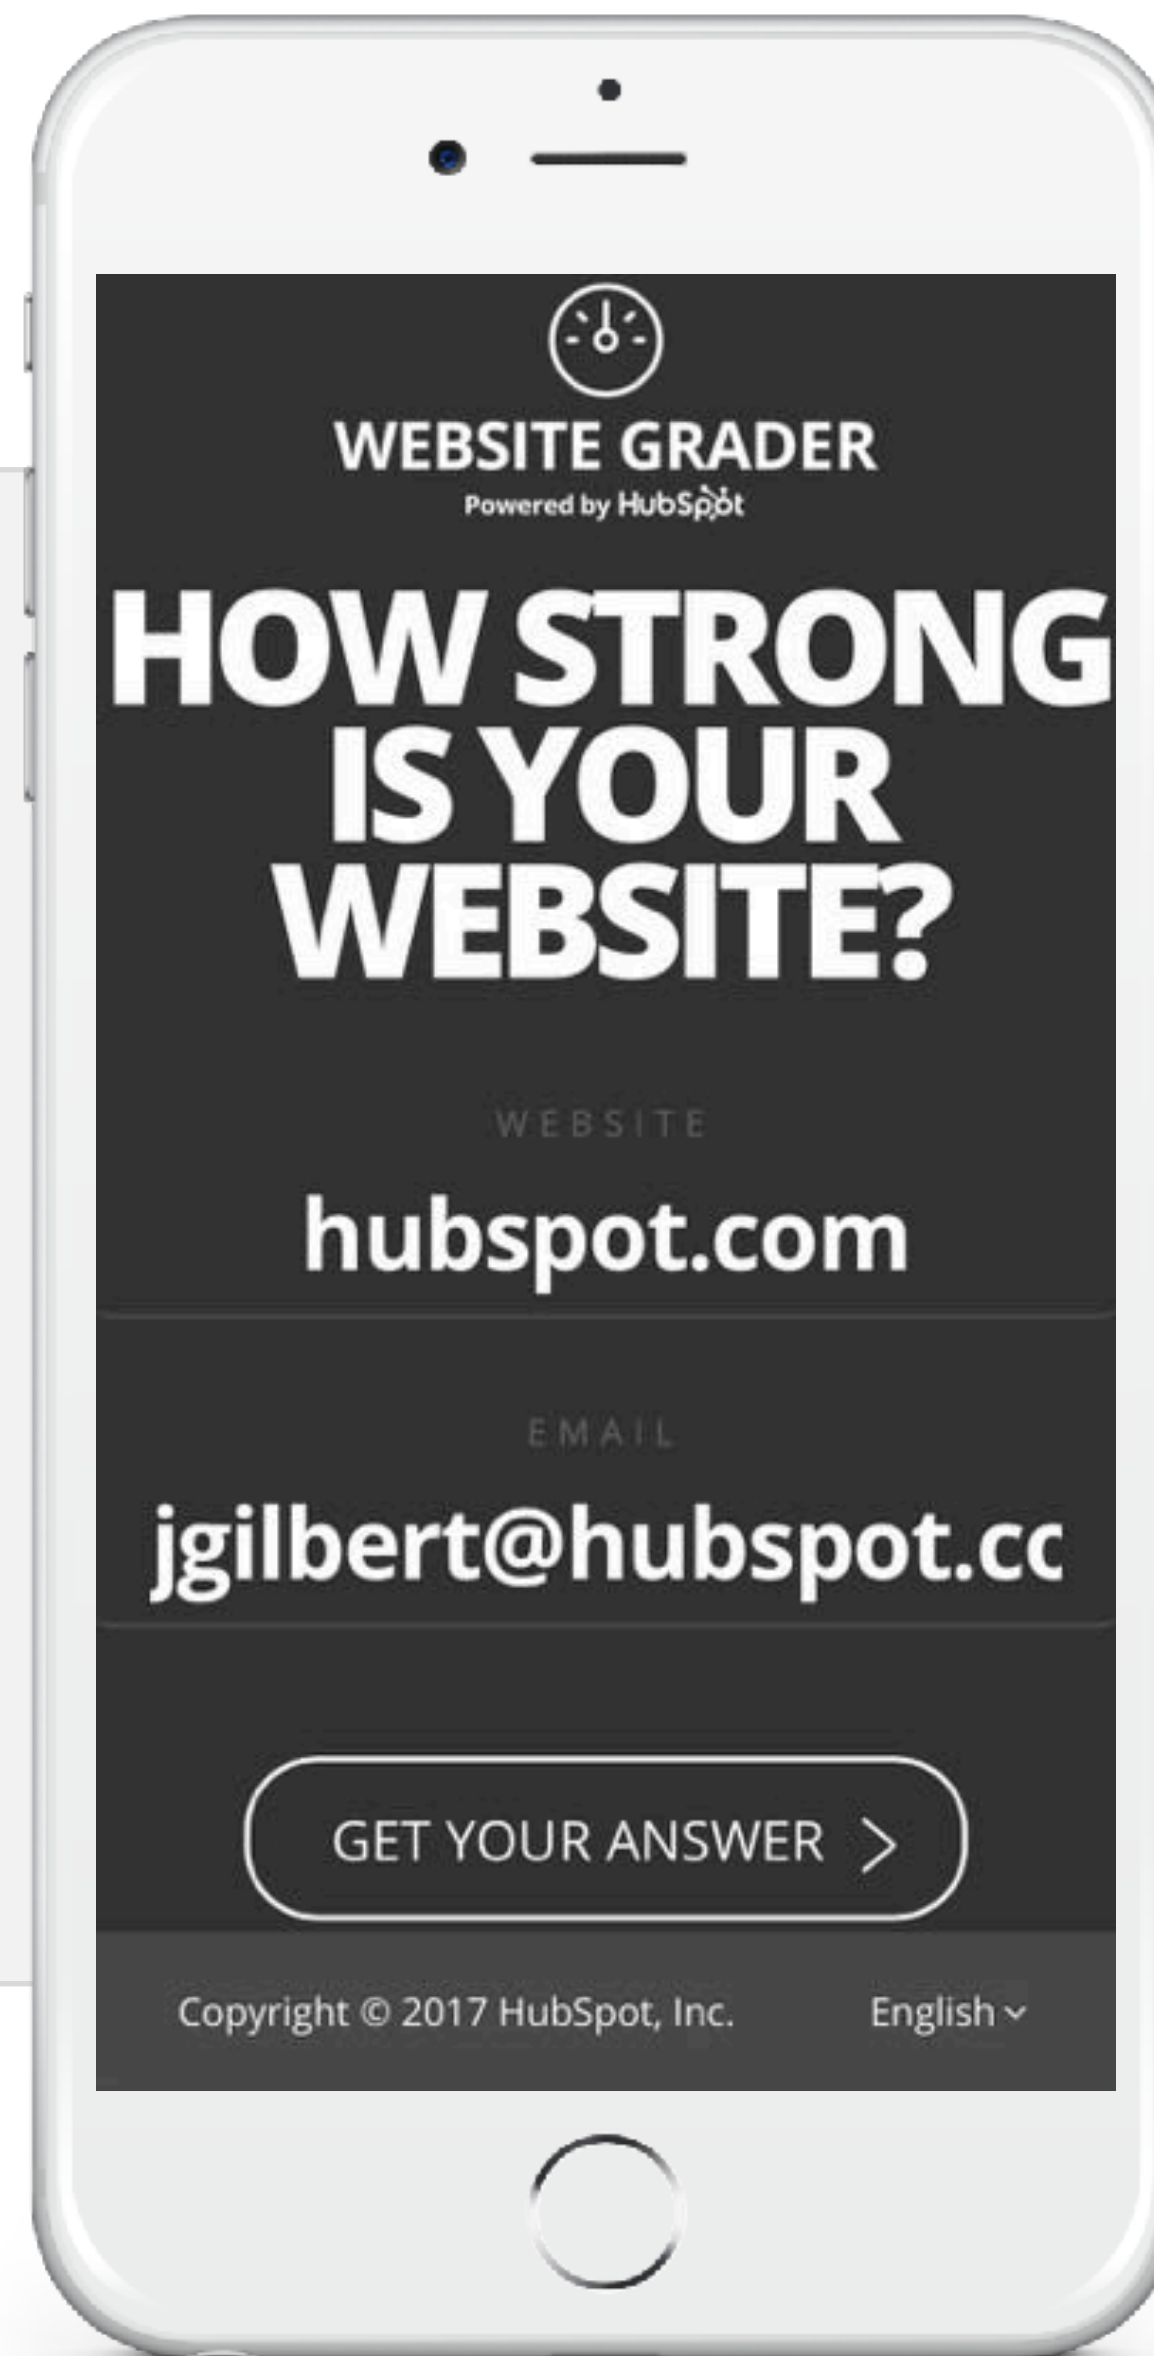 WEBSITE GRADER
Powered by HubSpot
HOW STRONG
IS YOUR
WEBSITE?
WEBSITE
hubspot.com
EMAIL
jgilbert@hubspot.cc
GET YOUR ANSWER
Copyright © 2017 HubSpot, Inc.
English